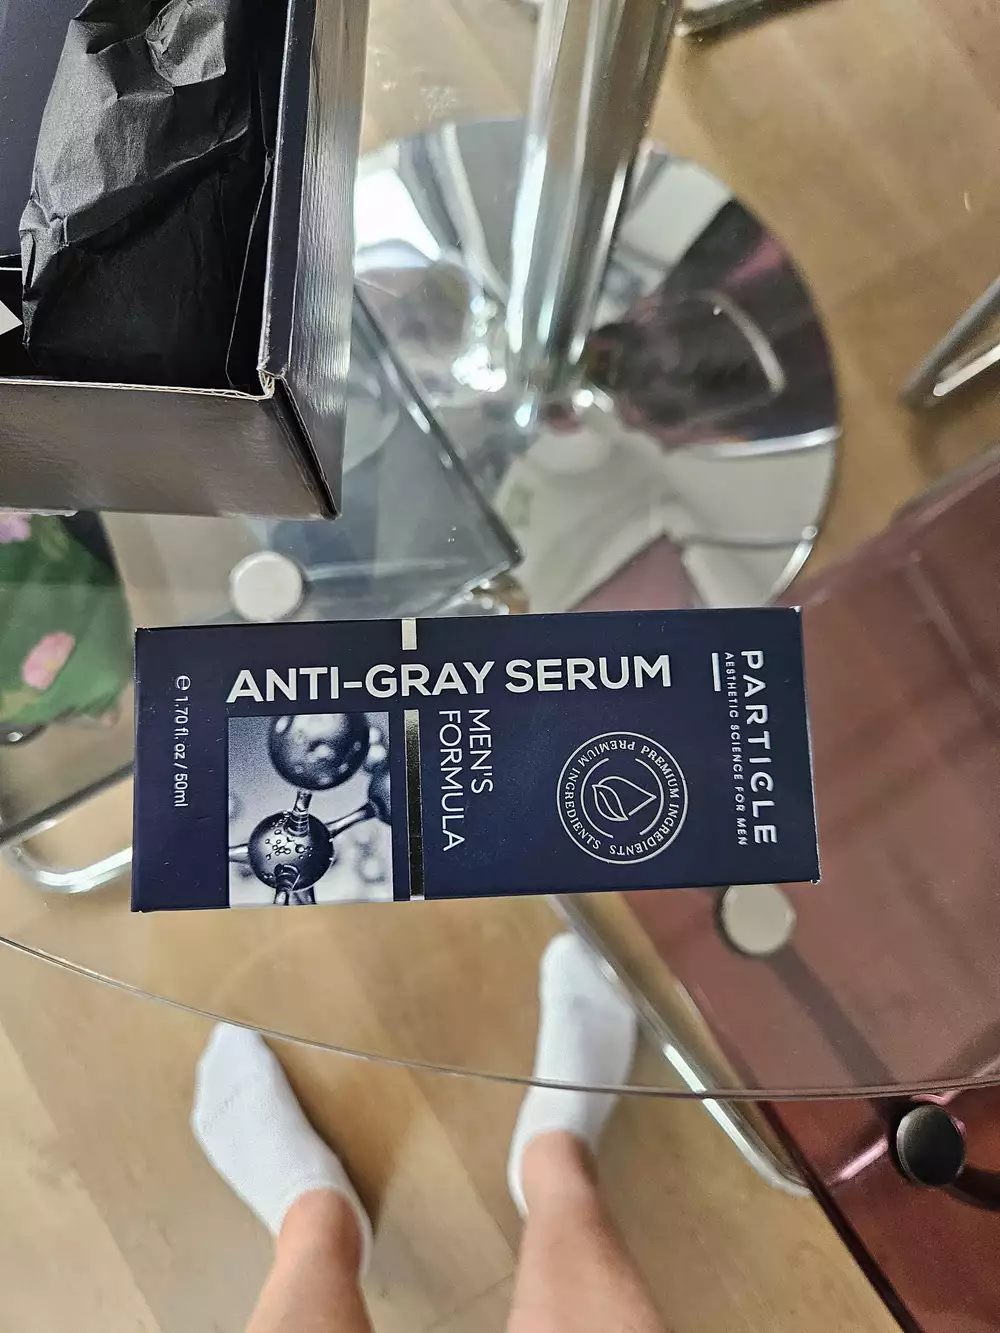 PARTICLE
AESTHETIC SCIENCE FOR MEN
PREMIUM INGREDIENTS PREMIUM INGREDIENTS
ANTI-GRAY SERUM
MEN'S
FORMULA
℮ 1.70 fl. oz / 50ml